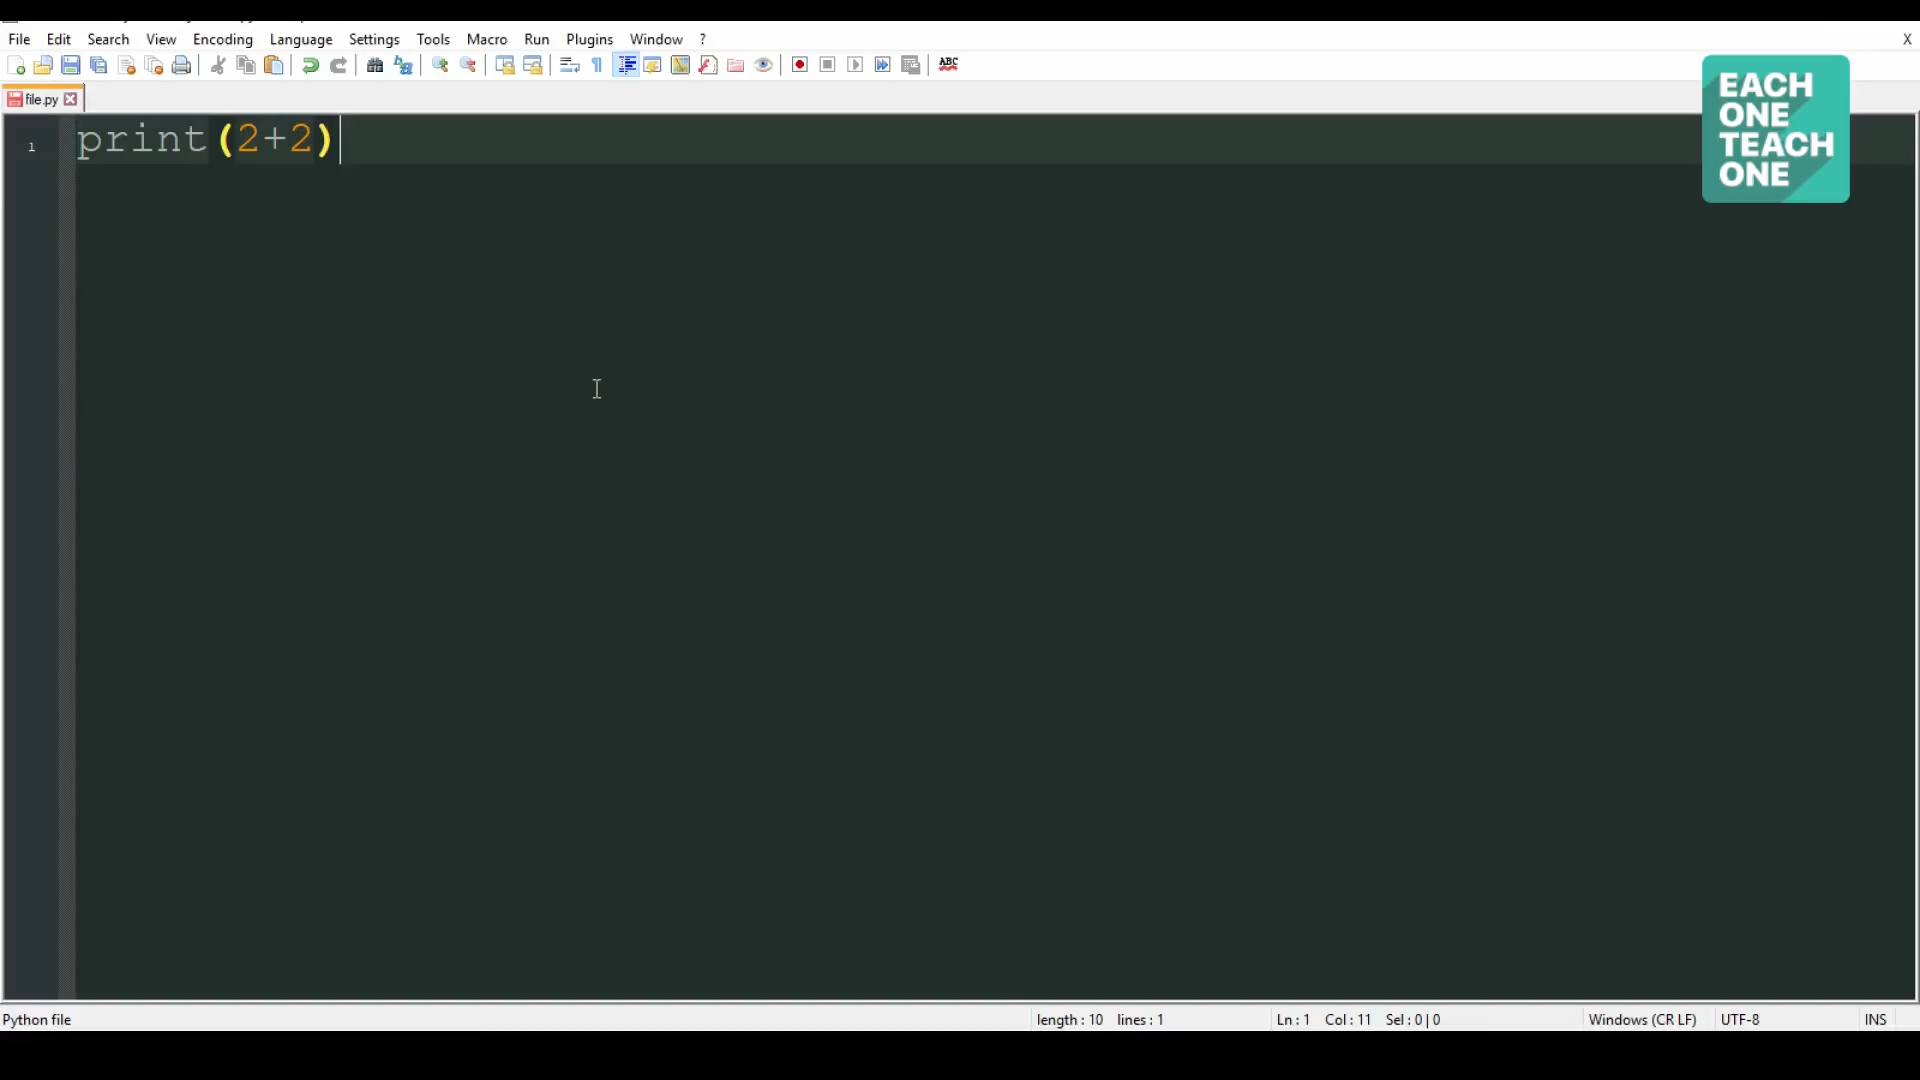 File Edit Search View Encoding Language Settings Tools Macro Run Plugins Window ? X
ABC
file.py
1 print(2+2)
EACH
ONE
TEACH
ONE
Python file length : 10 lines : 1 Ln : 1 Col : 11 Sel : 0 | 0 Windows (CR LF) UTF-8 INS